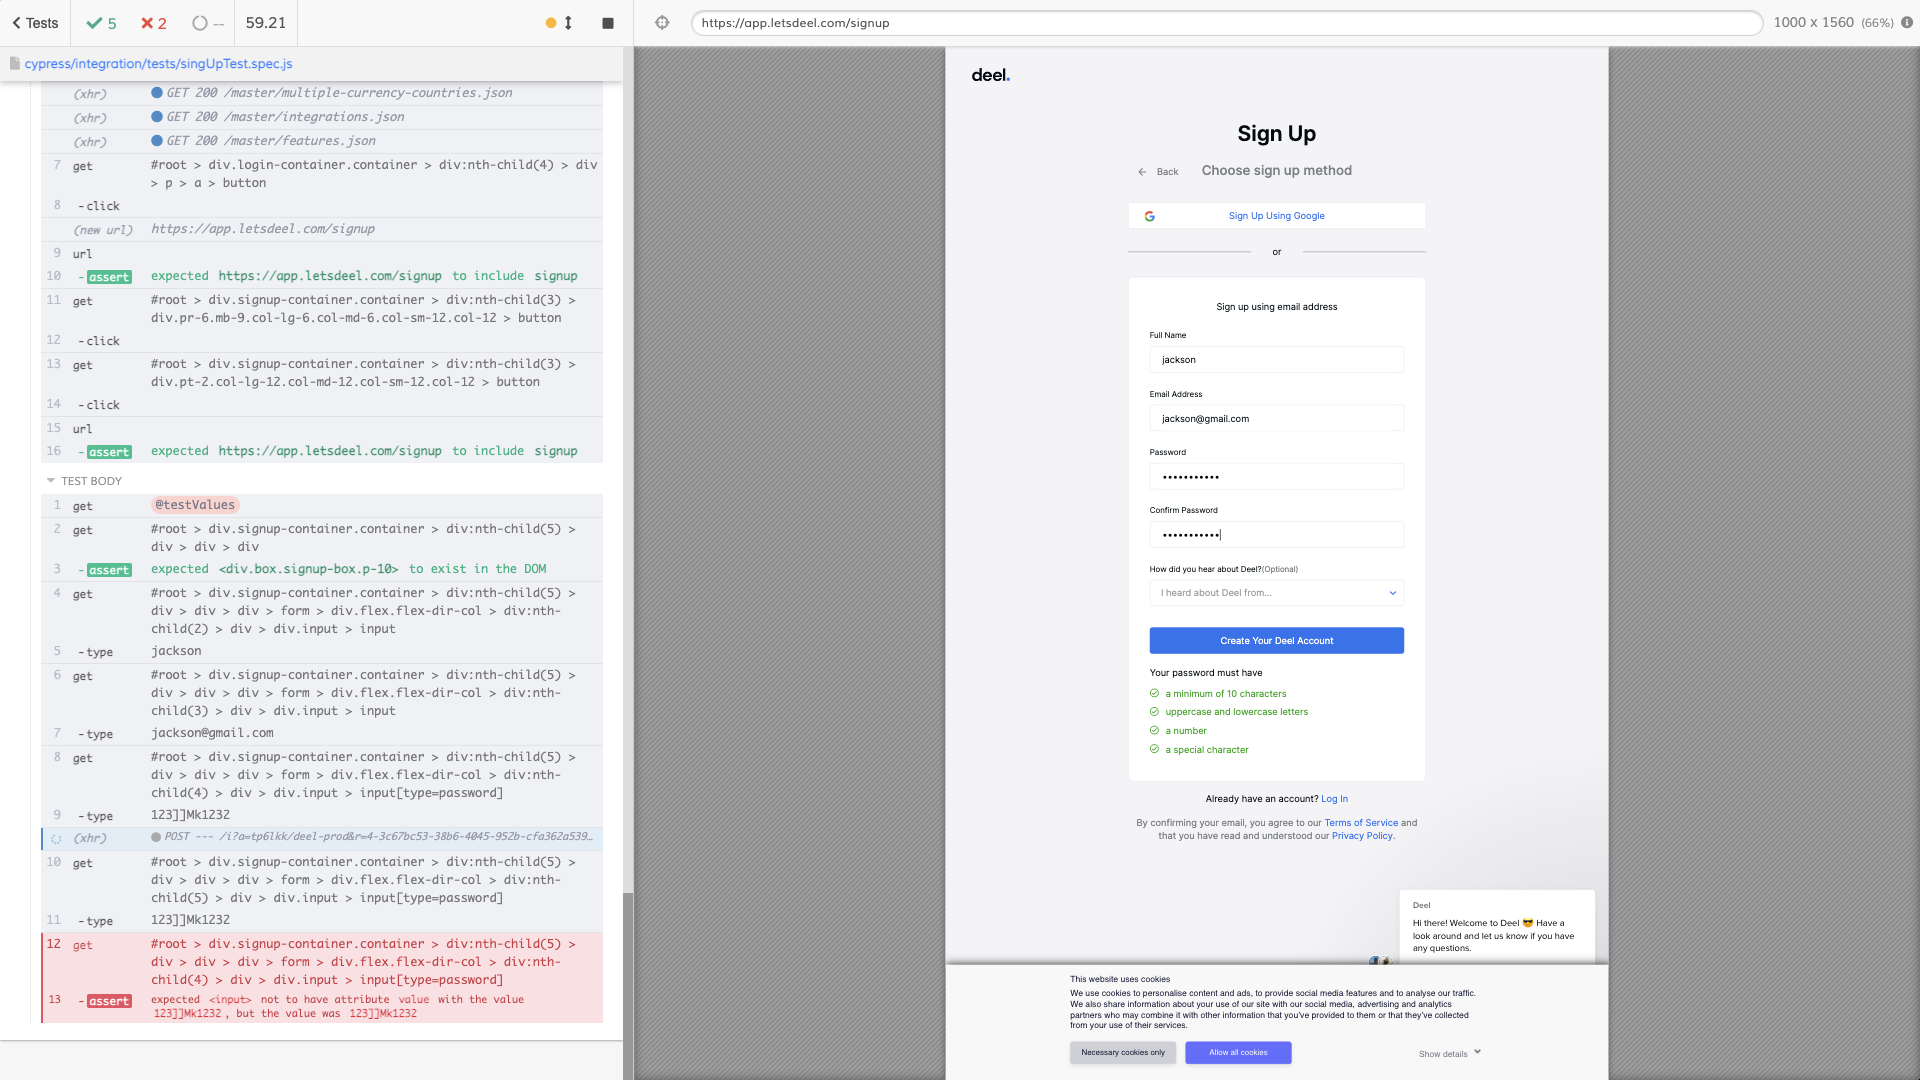 Tests
5
2
--
59.21
https://app.letsdeel.com/signup
1000 x 1560 (66%)
cypress/integration/tests/singUpTest.spec.js
(xhr) GET 200 /master/multiple-currency-countries.json
(xhr) GET 200 /master/integrations.json
(xhr) GET 200 /master/features.json
7 get #root > div.login-container.container > div:nth-child(4) > div
> p > a > button
8 -click
(new url) https://app.letsdeel.com/signup
9 url
10 -assert expected https://app.letsdeel.com/signup to include signup
11 get #root > div.signup-container.container > div:nth-child(3) >
div.pr-6.mb-9.col-lg-6.col-md-6.col-sm-12.col-12 > button
12 -click
13 get #root > div.signup-container.container > div:nth-child(3) >
div.pt-2.col-lg-12.col-md-12.col-sm-12.col-12 > button
14 -click
15 url
16 -assert expected https://app.letsdeel.com/signup to include signup
TEST BODY
1 get @testValues
2 get #root > div.signup-container.container > div:nth-child(5) >
div > div > div
3 -assert expected <div.box.signup-box.p-10> to exist in the DOM
4 get #root > div.signup-container.container > div:nth-child(5) >
div > div > div > form > div.flex.flex-dir-col > div:nth-
child(2) > div > div.input > input
5 -type jackson
6 get #root > div.signup-container.container > div:nth-child(5) >
div > div > div > form > div.flex.flex-dir-col > div:nth-
child(3) > div > div.input > input
7 -type jackson@gmail.com
8 get #root > div.signup-container.container > div:nth-child(5) >
div > div > div > form > div.flex.flex-dir-col > div:nth-
child(4) > div > div.input > input[type=password]
9 -type 123]]Mk1232
(xhr) POST --- /i?a=tp6lkk/deel-prod&r=4-3c67bc53-38b6-4045-952b-cfa362a539…
10 get #root > div.signup-container.container > div:nth-child(5) >
div > div > div > form > div.flex.flex-dir-col > div:nth-
child(5) > div > div.input > input[type=password]
11 -type 123]]Mk1232
12 get #root > div.signup-container.container > div:nth-child(5) >
div > div > div > form > div.flex.flex-dir-col > div:nth-
child(4) > div > div.input > input[type=password]
13 -assert expected <input> not to have attribute value with the value
123]]Mk1232, but the value was 123]]Mk1232
deel.
Sign Up
Back Choose sign up method
Sign Up Using Google
or
Sign up using email address
Full Name
jackson
Email Address
jackson@gmail.com
Password
•••••••••••
Confirm Password
•••••••••••
How did you hear about Deel?(Optional)
I heard about Deel from...
Create Your Deel Account
Your password must have
a minimum of 10 characters
uppercase and lowercase letters
a number
a special character
Already have an account? Log In
By confirming your email, you agree to our Terms of Service and
that you have read and understood our Privacy Policy.
Deel
Hi there! Welcome to Deel 😎 Have a
look around and let us know if you have
any questions.
This website uses cookies
We use cookies to personalise content and ads, to provide social media features and to analyse our traffic.
We also share information about your use of our site with our social media, advertising and analytics
partners who may combine it with other information that you've provided to them or that they've collected
from your use of their services.
Necessary cookies only
Allow all cookies
Show details